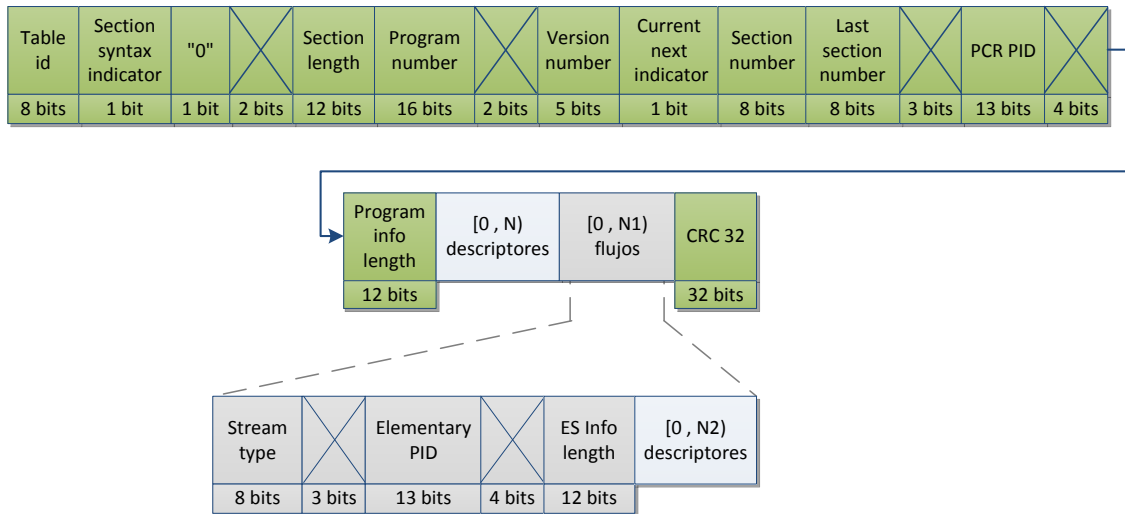 Table id
Section syntax indicator
"0"
Section length
Program number
Version number
Current next indicator
Section number
Last section number
PCR PID
8 bits
1 bit
1 bit
2 bits
12 bits
16 bits
2 bits
5 bits
1 bit
8 bits
8 bits
3 bits
13 bits
4 bits
Program info length
[0 , N) descriptores
[0 , N1) flujos
CRC 32
12 bits
32 bits
Stream type
Elementary PID
ES Info length
[0 , N2) descriptores
8 bits
3 bits
13 bits
4 bits
12 bits